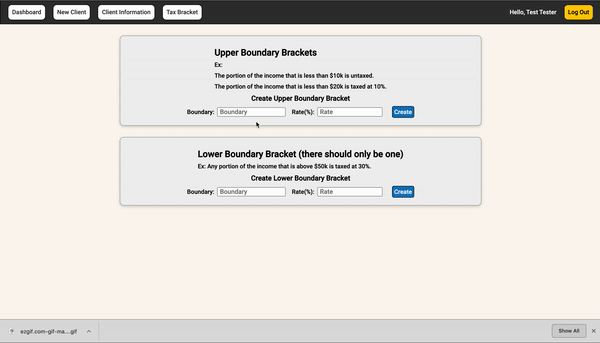 Dashboard New Client Client Information Tax Bracket Hello, Test Tester Log Out
Upper Boundary Brackets
Ex:
The portion of the income that is less than $10k is untaxed.
The portion of the income that is less than $20k is taxed at 10%.
Create Upper Boundary Bracket
Boundary: Boundary Rate(%): Rate Create
Lower Boundary Bracket (there should only be one)
Ex: Any portion of the income that is above $50k is taxed at 30%.
Create Lower Boundary Bracket
Boundary: Boundary Rate(%): Rate Create
ezgif.com-gif-ma....gif Show All